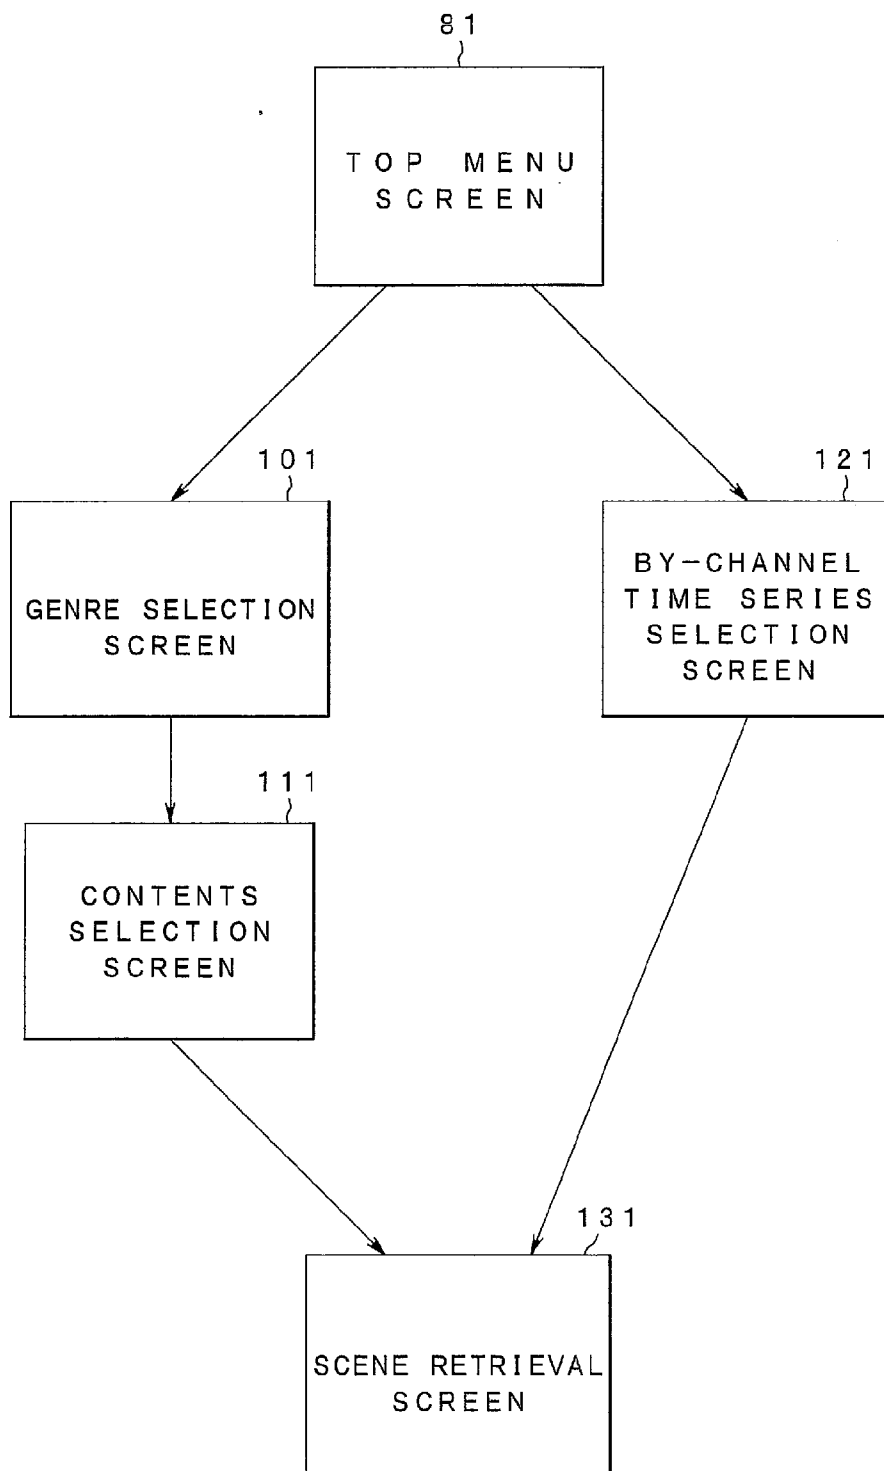 81
TOP MENU
SCREEN
101
GENRE SELECTION
SCREEN
121
BY-CHANNEL
TIME SERIES
SELECTION
SCREEN
111
CONTENTS
SELECTION
SCREEN
131
SCENE RETRIEVAL
SCREEN